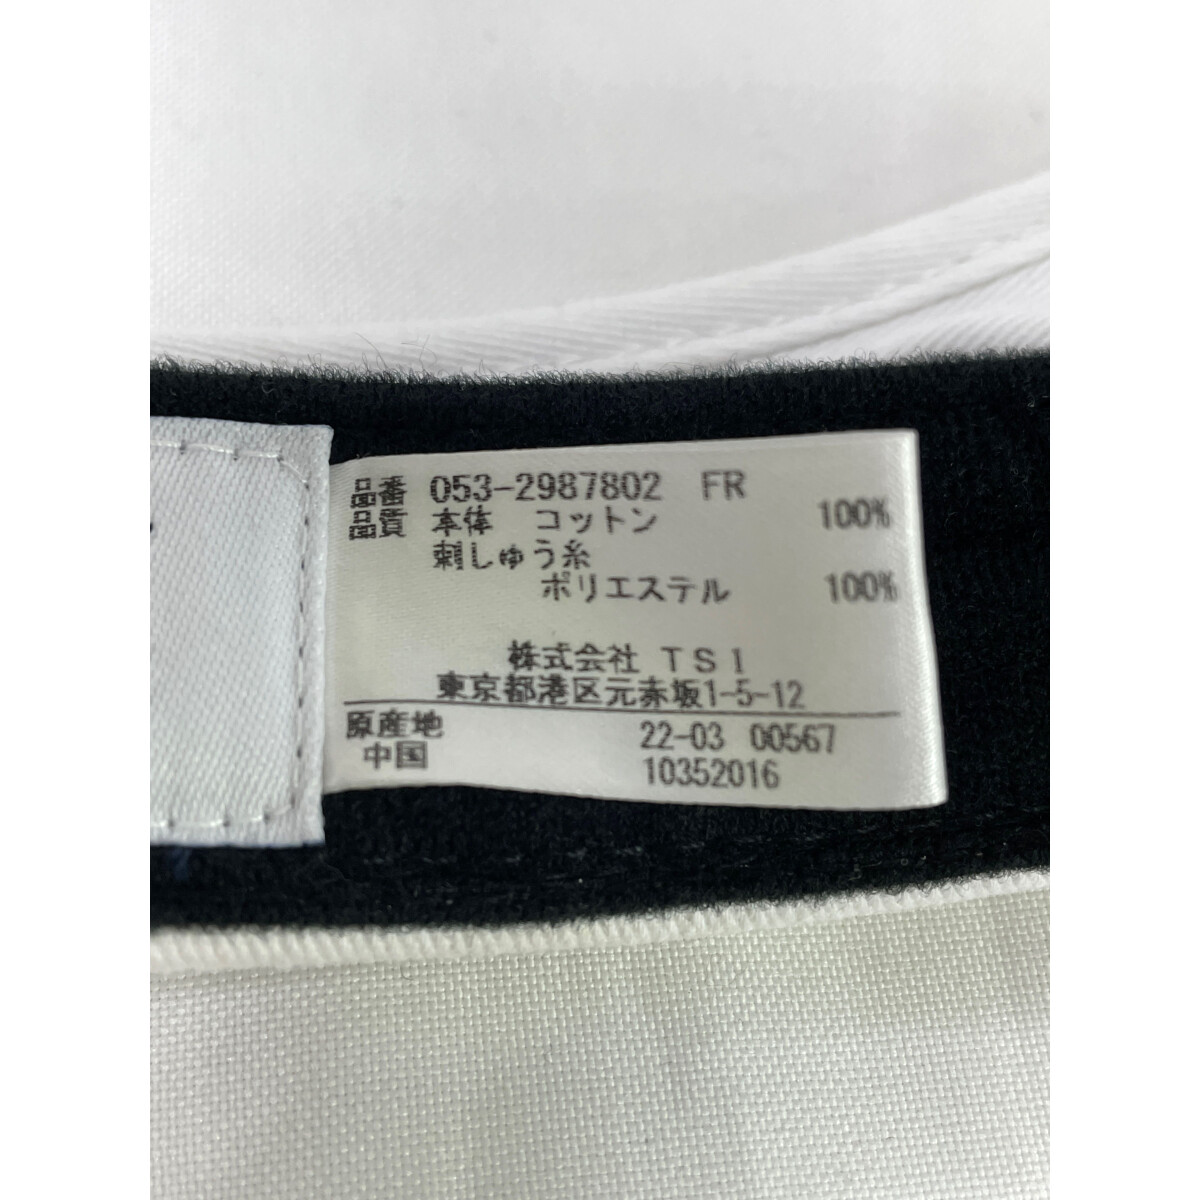 品番 053-2987802 FR
品質 本体 コットン 100%
刺しゅう糸
ポリエステル 100%
株式会社 TSI
東京都港区元赤坂1-5-12
原産地 22-03 00567
中国 10352016